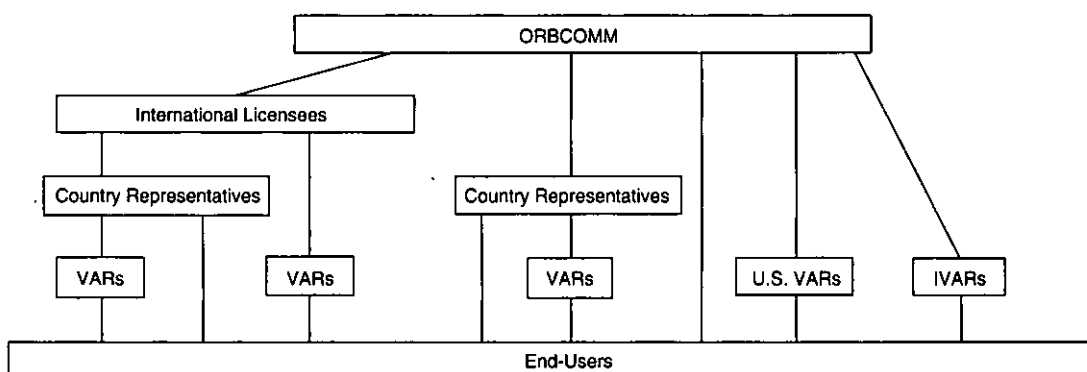 ORBCOMM
International Licensees
Country Representatives
Country Representatives
VARs
VARs
VARs
U.S. VARs
IVARs
End-Users